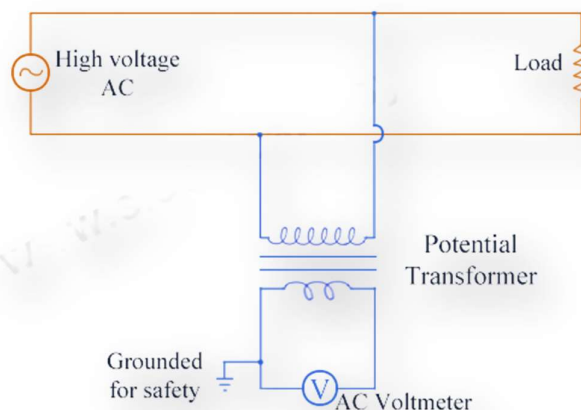 High voltage
AC
Load
Potential
Transformer
Grounded
for safety
V
AC Voltmeter